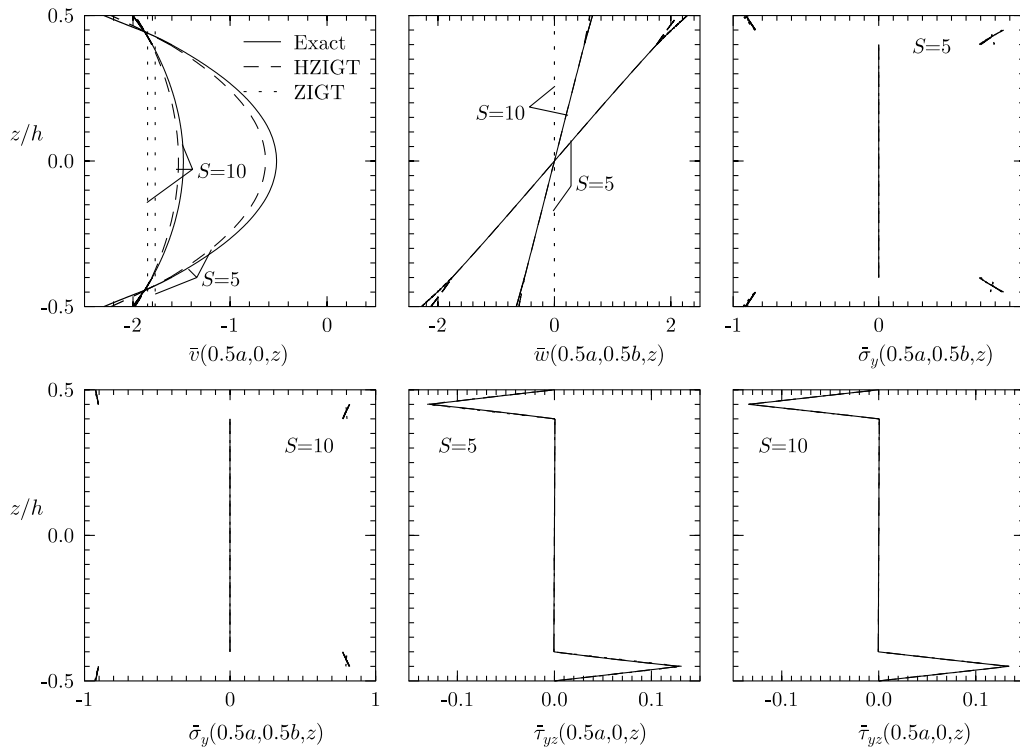 0.5
Exact
HZIGT
ZIGT
z/h
0.0
S=10
S=5
-0.5
-2
-1
0
v̄(0.5a,0,z)
S=10
S=5
-2
0
2
w̄(0.5a,0.5b,z)
S=5
-1
0
σ̄y(0.5a,0.5b,z)
0.5
S=10
z/h
0.0
-0.5
-1
0
1
σ̄y(0.5a,0.5b,z)
S=5
-0.1
0.0
0.1
τ̄yz(0.5a,0,z)
S=10
-0.1
0.0
0.1
τ̄yz(0.5a,0,z)